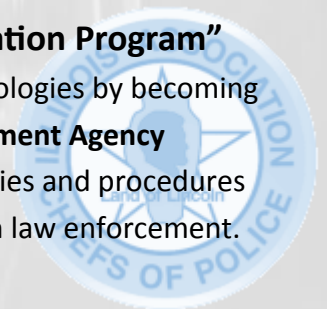 tion Program”
ologies by becoming
ment Agency
ies and procedures
n law enforcement.
ILLINOIS ASSOCIATION
Land of Lincoln
CHIEFS OF POLICE